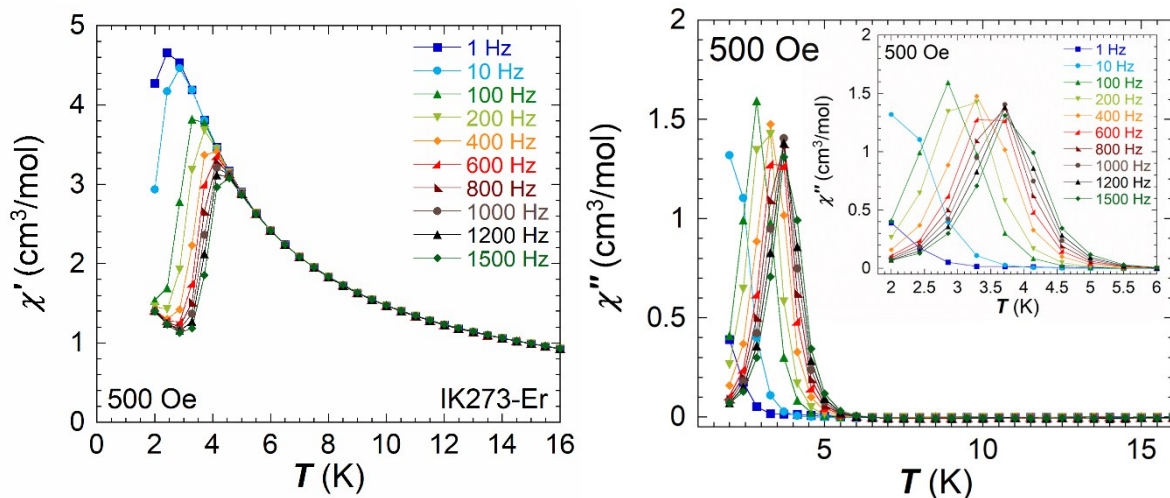 5
4
3
2
1
0
0 2 4 6 8 10 12 14 16
χ' (cm³/mol)
T (K)
1 Hz
10 Hz
100 Hz
200 Hz
400 Hz
600 Hz
800 Hz
1000 Hz
1200 Hz
1500 Hz
500 Oe
IK273-Er
2
1.5
1
0.5
0
5 10 15
χ'' (cm³/mol)
T (K)
500 Oe
2
1.5
1
0.5
0
2 2.5 3 3.5 4 4.5 5 5.5 6
χ'' (cm³/mol)
T (K)
500 Oe
1 Hz
10 Hz
100 Hz
200 Hz
400 Hz
600 Hz
800 Hz
1000 Hz
1200 Hz
1500 Hz